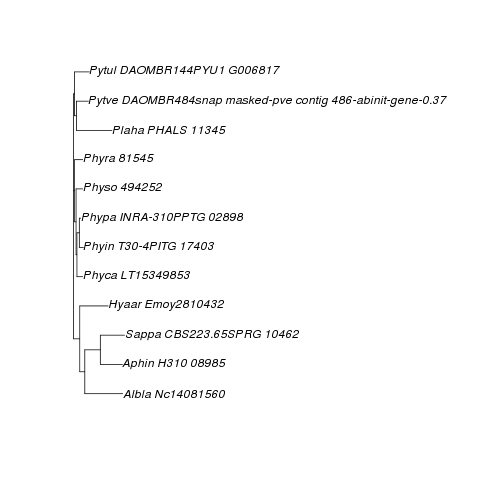 Pytul DAOMBR144PYU1 G006817
Pytve DAOMBR484snap masked-pve contig 486-abinit-gene-0.37
Plaha PHALS 11345
Phyra 81545
Physo 494252
Phypa INRA-310PPTG 02898
Phyin T30-4PITG 17403
Phyca LT15349853
Hyaar Emoy2810432
Sappa CBS223.65SPRG 10462
Aphin H310 08985
Albla Nc14081560